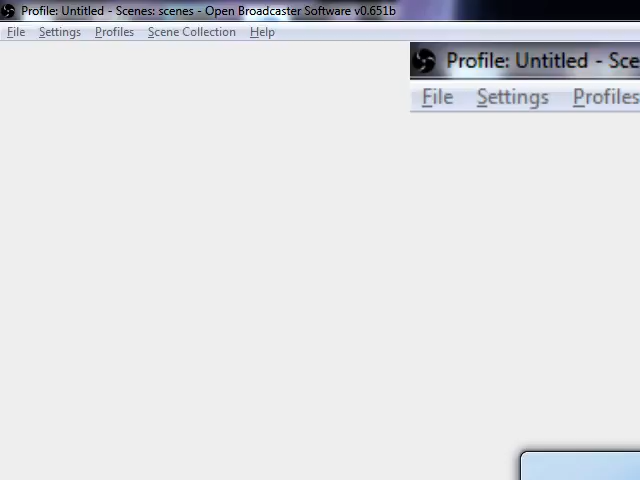 Profile: Untitled - Scenes: scenes - Open Broadcaster Software v0.651b
File Settings Profiles Scene Collection Help
Profile: Untitled - Sce
File Settings Profiles